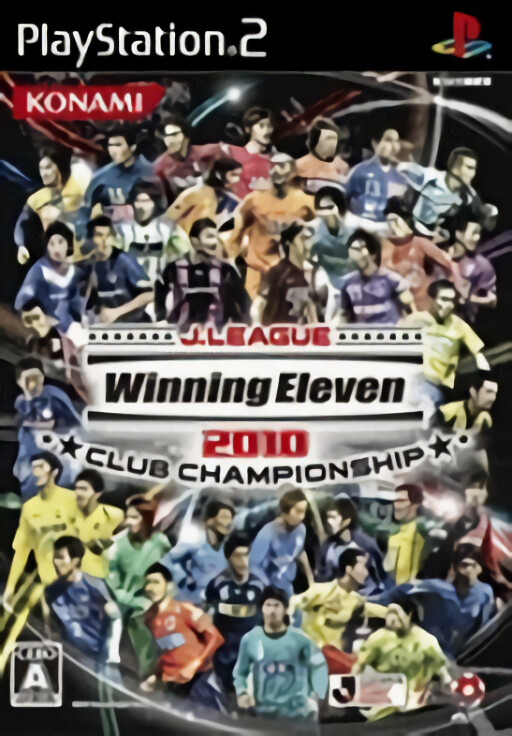 PlayStation.2
KONAMI
J.LEAGUE
Winning Eleven
2010
★CLUB CHAMPIONSHIP★
A
J